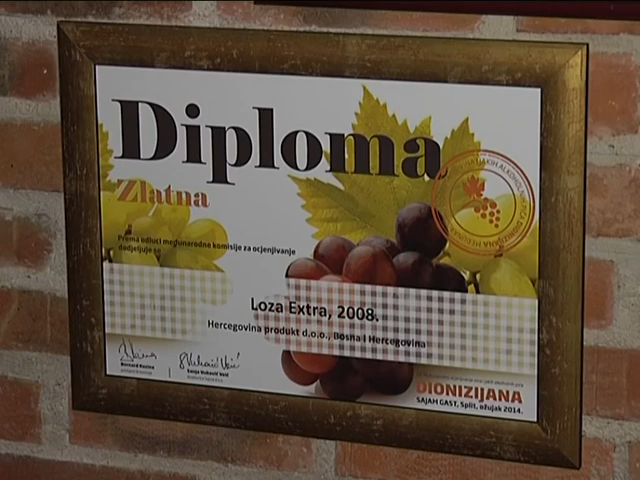 Diploma
Zlatna
Prema odluci međunarodne komisije za ocjenjivanje
dodjeljuje se
Loza Extra, 2008.
Hercegovina produkt d.o.o., Bosna i Hercegovina
DIONIZIJANA
SAJAM GAST, Split, ožujak 2014.